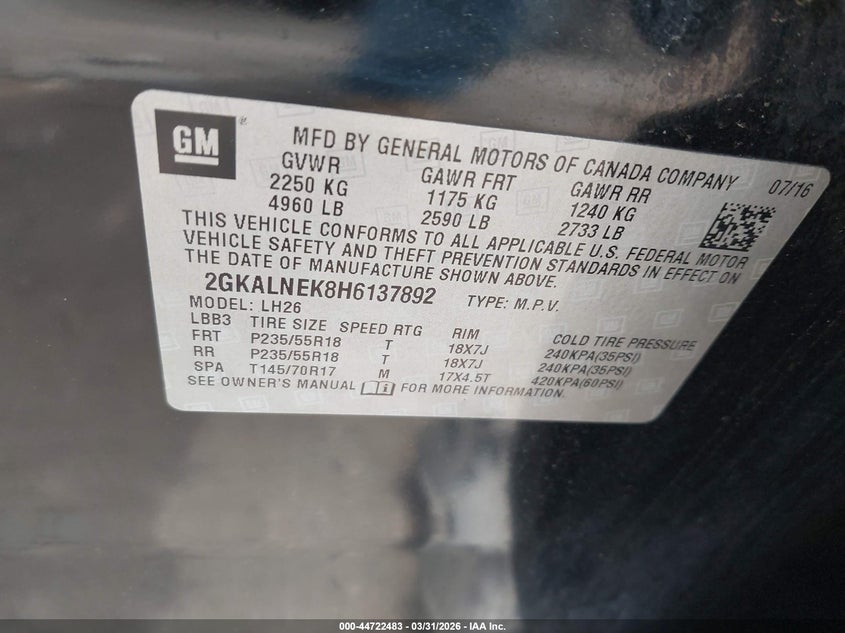 GM ®
MFD BY GENERAL MOTORS OF CANADA COMPANY 07/16
GVWR GAWR FRT GAWR RR
2250 KG 1175 KG 1240 KG
4960 LB 2590 LB 2733 LB
THIS VEHICLE CONFORMS TO ALL APPLICABLE U.S. FEDERAL MOTOR
VEHICLE SAFETY AND THEFT PREVENTION STANDARDS IN EFFECT ON
THE DATE OF MANUFACTURE SHOWN ABOVE.
2GKALNEK8H6137892 TYPE: M.P.V.
MODEL: LH26
LBB3 TIRE SIZE SPEED RTG RIM COLD TIRE PRESSURE
FRT P235/55R18 T 18X7J 240KPA(35PSI)
RR P235/55R18 T 18X7J 240KPA(35PSI)
SPA T145/70R17 M 17X4.5T 420KPA(60PSI)
SEE OWNER'S MANUAL FOR MORE INFORMATION.
000-44722483 - 03/31/2026 - IAA Inc.